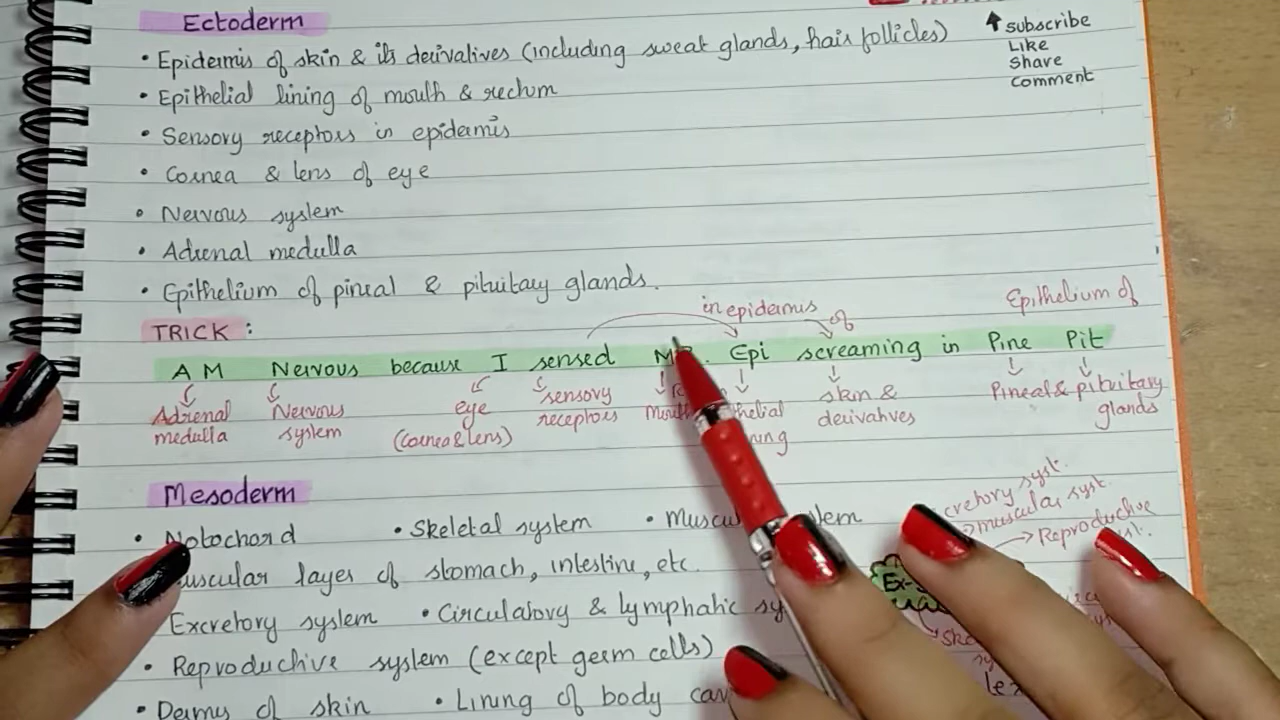 Ectoderm
• Epidermis of skin & its derivatives (including sweat glands, hair follicles)
• Epithelial lining of mouth & rectum
• Sensory receptors in epidermis
• Cornea & lens of eye
• Nervous system
• Adrenal medulla
• Epithelium of pineal & pituitary glands.
↑ subscribe
Like
Share
Comment
TRICK :
in epidermis of
Epithelium of
AM Nervous because I sensed Epi screaming in Pine Pit
Adrenal medulla
Nervous system
eye (cornea & lens)
sensory receptors
skin & derivatives
Pineal & pituitary glands
Mesoderm
• Notochord • Skeletal system
layer of stomach, intestine, etc.
Excretory system • Circulatory & lymphatic
• Reproductive system (except germ cells)
• Dermis of skin • Lining of body
syst.
muscular syst.
→ Reproductive
Ex-